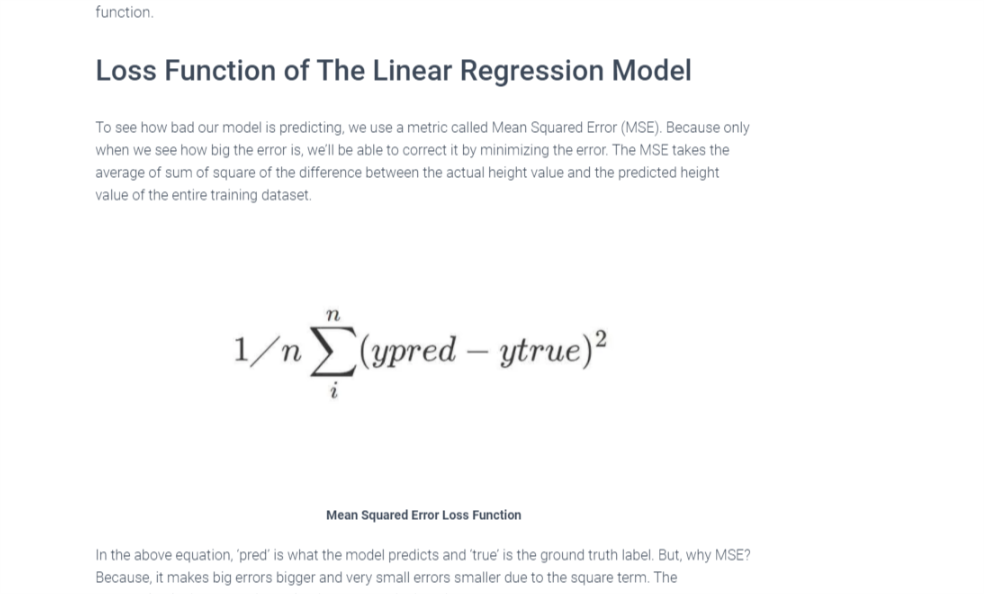 function.
Loss Function of The Linear Regression Model
To see how bad our model is predicting, we use a metric called Mean Squared Error (MSE). Because only
when we see how big the error is, we'll be able to correct it by minimizing the error. The MSE takes the
average of sum of square of the difference between the actual height value and the predicted height
value of the entire training dataset.
n
1/n∑(ypred − ytrue)²
i
Mean Squared Error Loss Function
In the above equation, 'pred' is what the model predicts and 'true' is the ground truth label. But, why MSE?
Because, it makes big errors bigger and very small errors smaller due to the square term. The